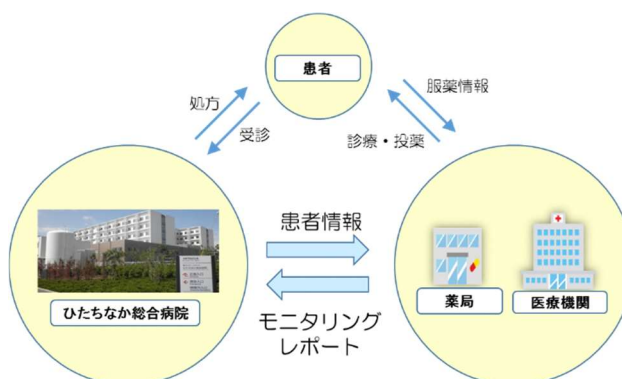 患者
処方
受診
服薬情報
診療・投薬
患者情報
モニタリング
レポート
ひたちなか総合病院
薬局
医療機関